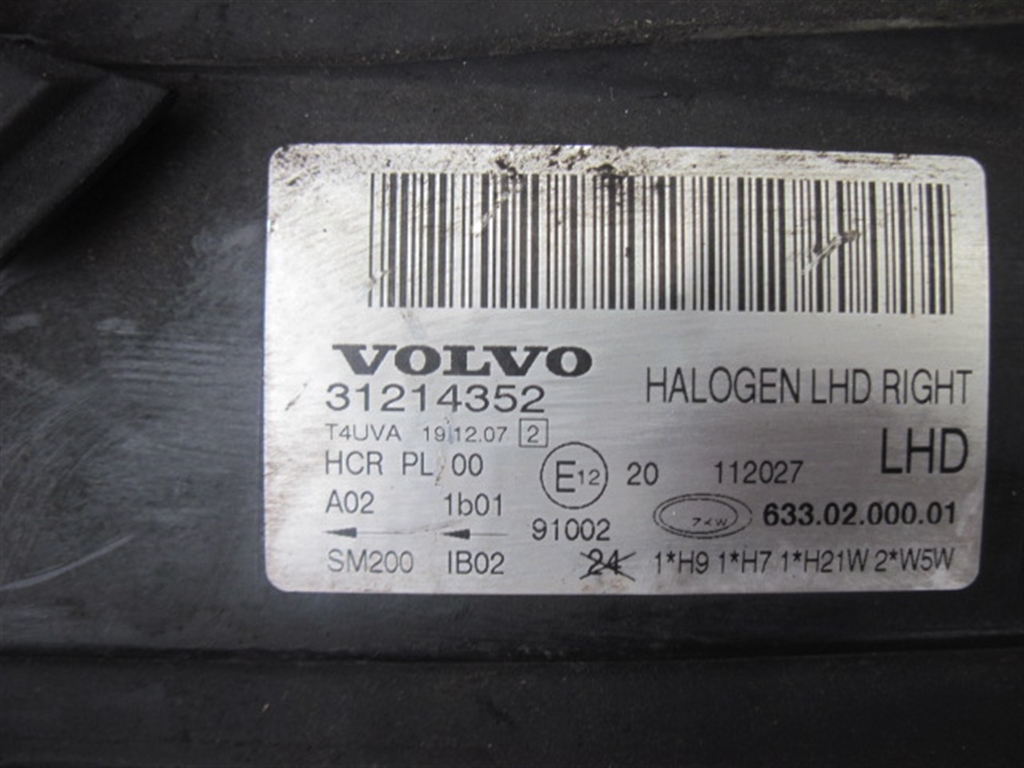 VOLVO
31214352
HALOGEN LHD RIGHT
T4UVA 19.12.07 2
LHD
HCR PL 00
E12 20 112027
A02 1b01
ZKW 633.02.000.01
91002
SM200 IB02
24 1*H9 1*H7 1*H21W 2*W5W